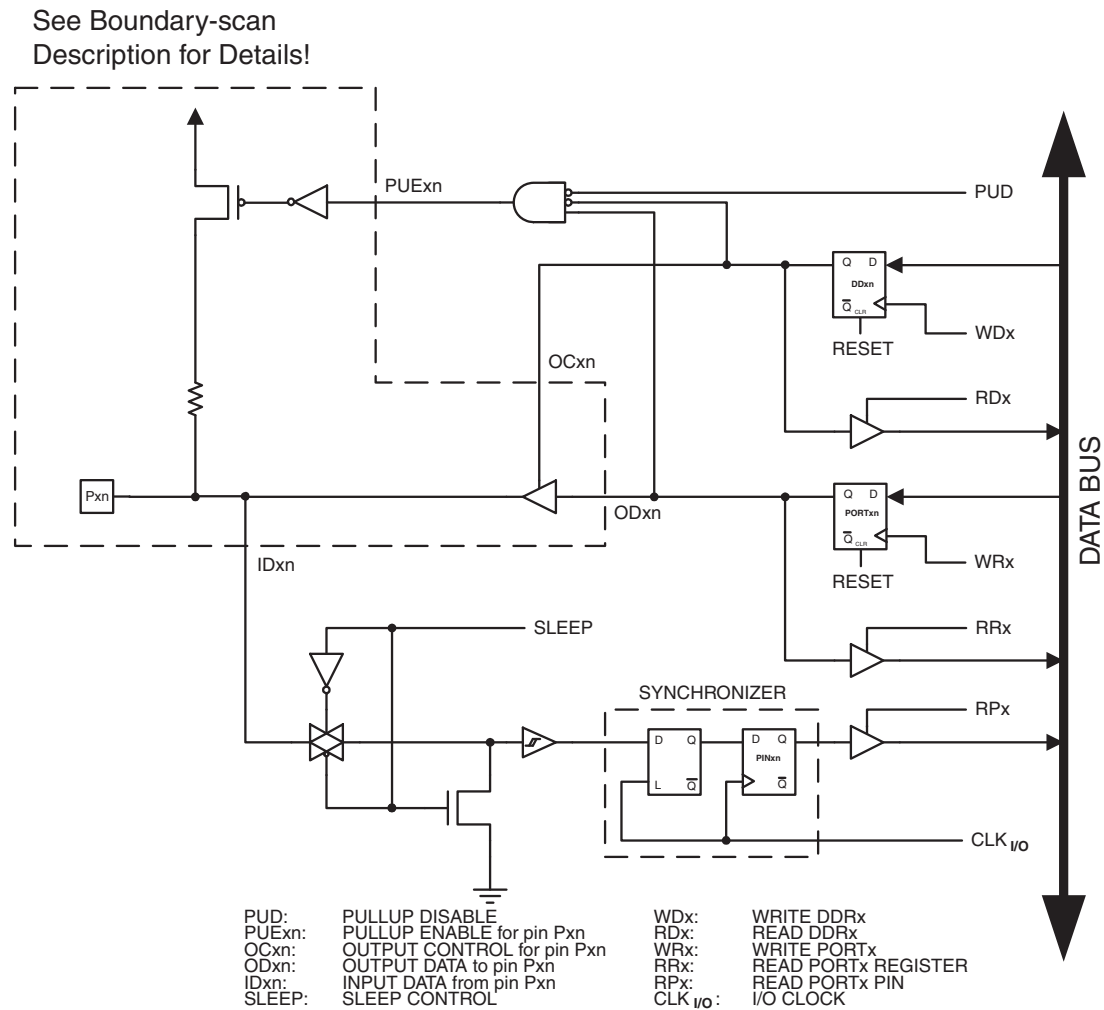 See Boundary-scan
Description for Details!
PUExn
PUD
Q D
DDxn
Q CLR
WDx
RESET
OCxn
RDx
Pxn
ODxn
Q D
PORTxn
Q CLR
WRx
RESET
IDxn
SLEEP
RRx
SYNCHRONIZER
RPx
D Q
L Q
D Q
PINxn
Q
CLK I/O
DATA BUS
PUD: PULLUP DISABLE
PUExn: PULLUP ENABLE for pin Pxn
OCxn: OUTPUT CONTROL for pin Pxn
ODxn: OUTPUT DATA to pin Pxn
IDxn: INPUT DATA from pin Pxn
SLEEP: SLEEP CONTROL
WDx: WRITE DDRx
RDx: READ DDRx
WRx: WRITE PORTx
RRx: READ PORTx REGISTER
RPx: READ PORTx PIN
CLK I/O: I/O CLOCK